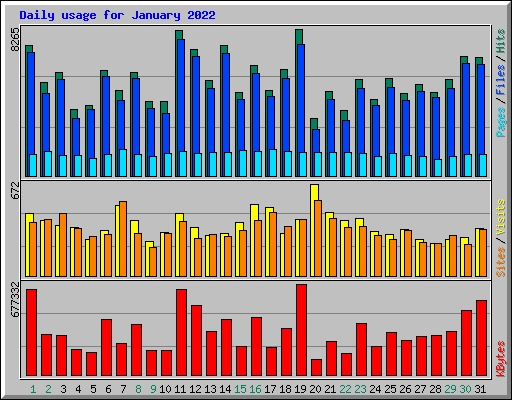 Daily usage for January 2022
8265
Pages / Files / Hits
672
Sites / Visits
677332
KBytes
1 2 3 4 5 6 7 8 9 10 11 12 13 14 15 16 17 18 19 20 21 22 23 24 25 26 27 28 29 30 31